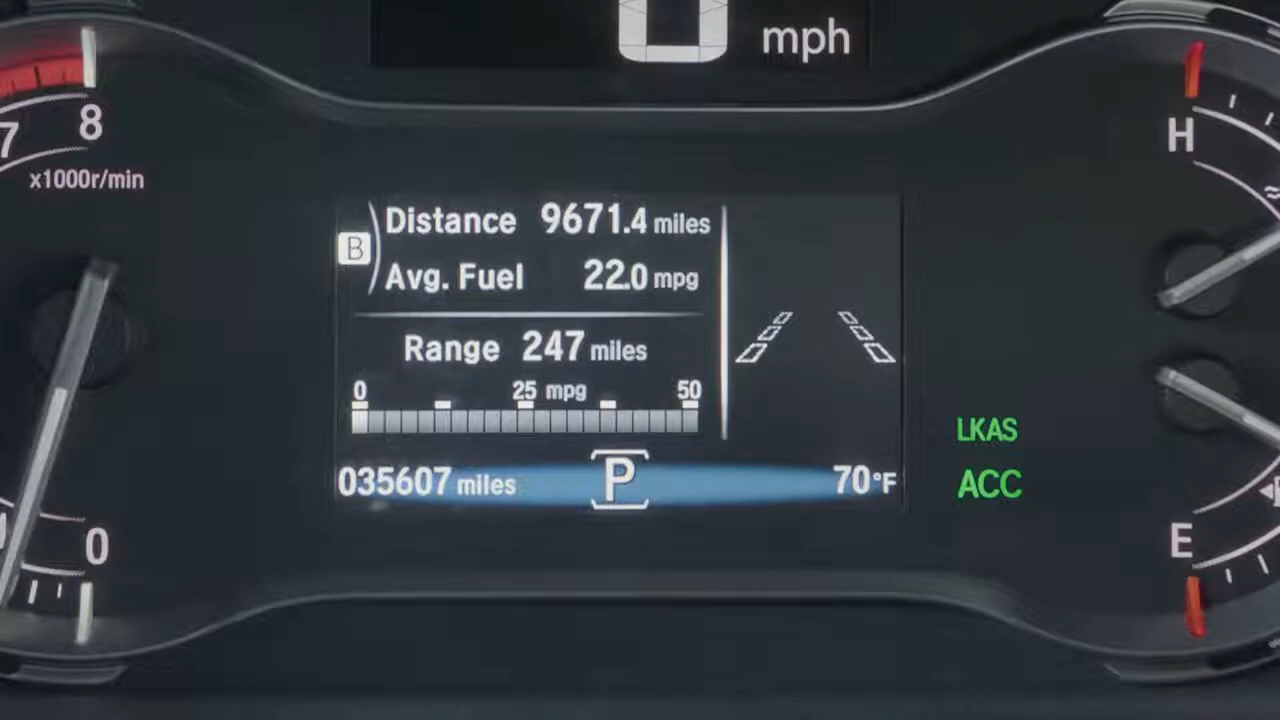 0 mph
7 8
x1000r/min
H
B
Distance 9671.4 miles
Avg. Fuel 22.0 mpg
Range 247 miles
0 25 mpg 50
LKAS
035607 miles P 70°F
ACC
0
E